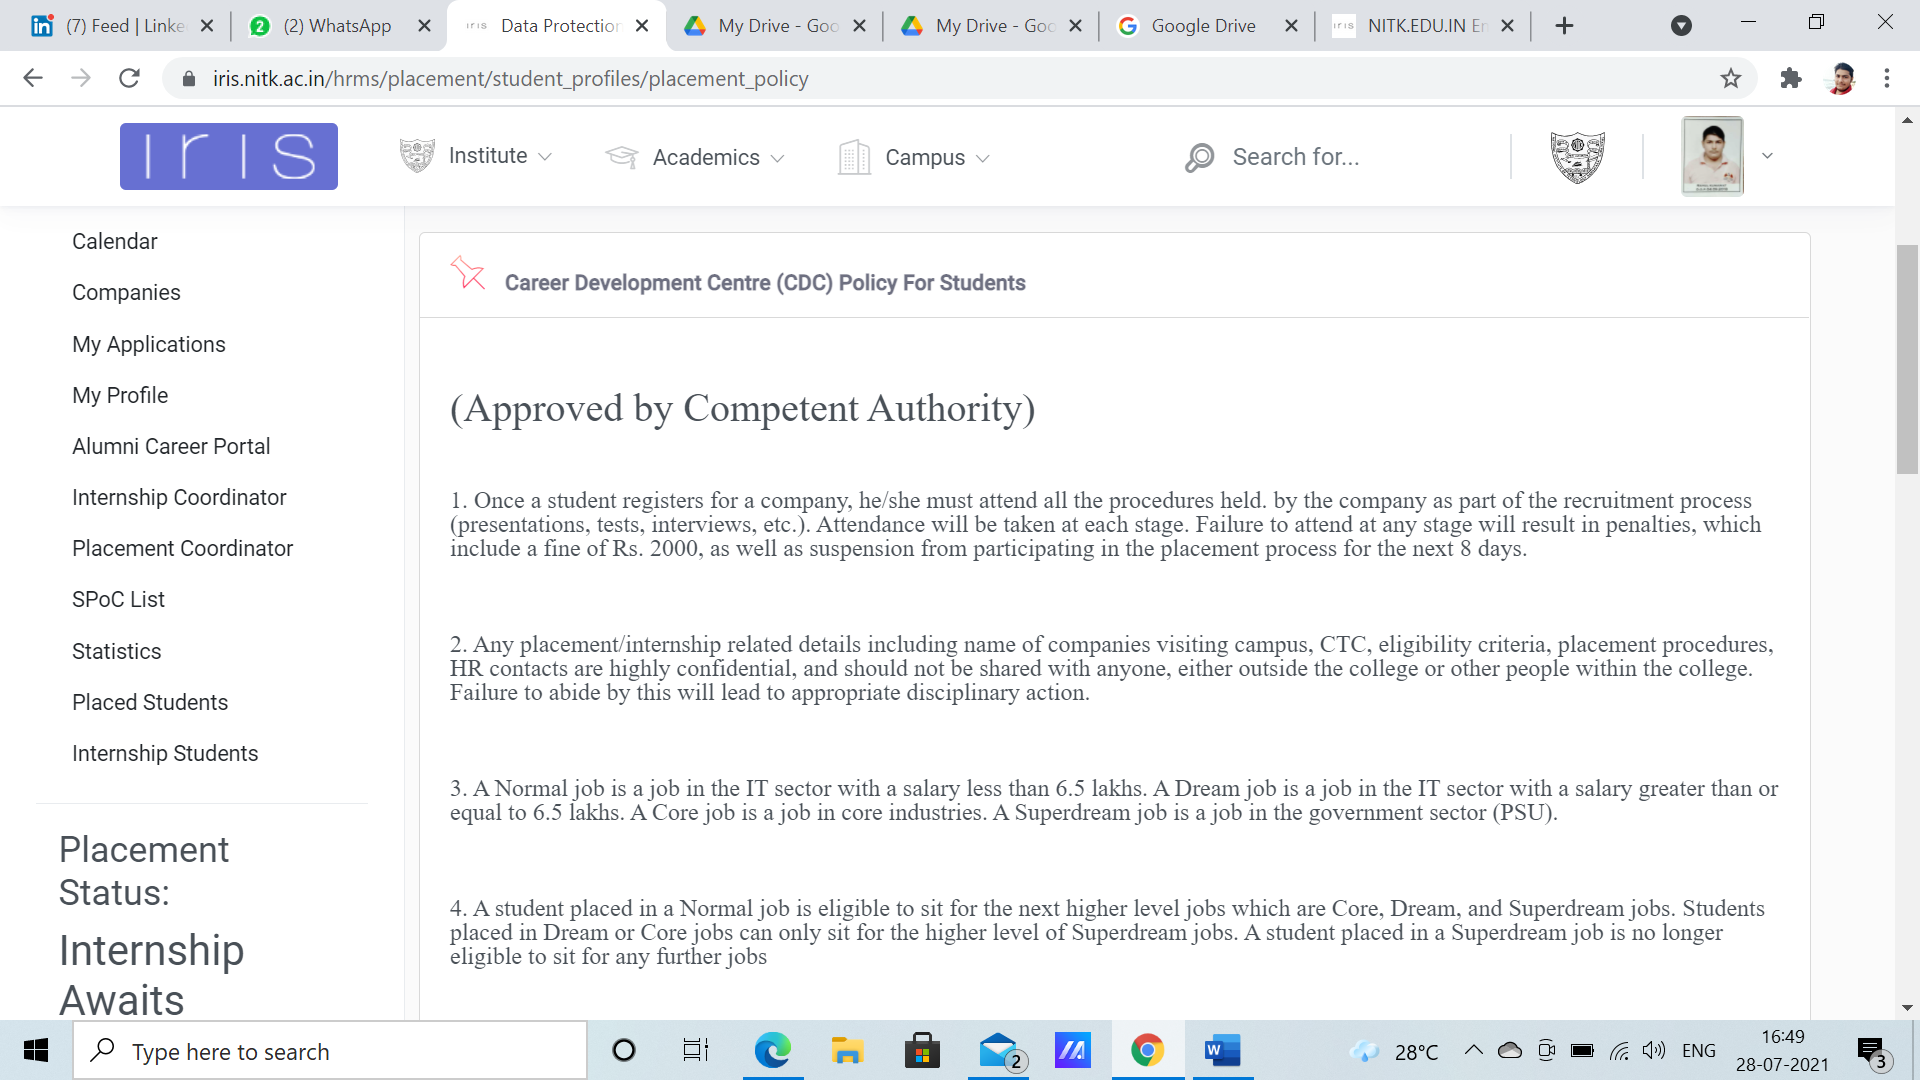 (7) Feed | Linke
2 (2) WhatsApp
iris Data Protection
My Drive - Goo
My Drive - Goo
Google Drive
iris NITK.EDU.IN En
iris.nitk.ac.in/hrms/placement/student_profiles/placement_policy
iris
Institute
Academics
Campus
Search for...
Calendar
Companies
My Applications
My Profile
Alumni Career Portal
Internship Coordinator
Placement Coordinator
SPoC List
Statistics
Placed Students
Internship Students
Placement
Status:
Internship
Awaits
Career Development Centre (CDC) Policy For Students
(Approved by Competent Authority)
1. Once a student registers for a company, he/she must attend all the procedures held. by the company as part of the recruitment process
(presentations, tests, interviews, etc.). Attendance will be taken at each stage. Failure to attend at any stage will result in penalties, which
include a fine of Rs. 2000, as well as suspension from participating in the placement process for the next 8 days.
2. Any placement/internship related details including name of companies visiting campus, CTC, eligibility criteria, placement procedures,
HR contacts are highly confidential, and should not be shared with anyone, either outside the college or other people within the college.
Failure to abide by this will lead to appropriate disciplinary action.
3. A Normal job is a job in the IT sector with a salary less than 6.5 lakhs. A Dream job is a job in the IT sector with a salary greater than or
equal to 6.5 lakhs. A Core job is a job in core industries. A Superdream job is a job in the government sector (PSU).
4. A student placed in a Normal job is eligible to sit for the next higher level jobs which are Core, Dream, and Superdream jobs. Students
placed in Dream or Core jobs can only sit for the higher level of Superdream jobs. A student placed in a Superdream job is no longer
eligible to sit for any further jobs
Type here to search
2
W
28°C
ENG
16:49
28-07-2021
3